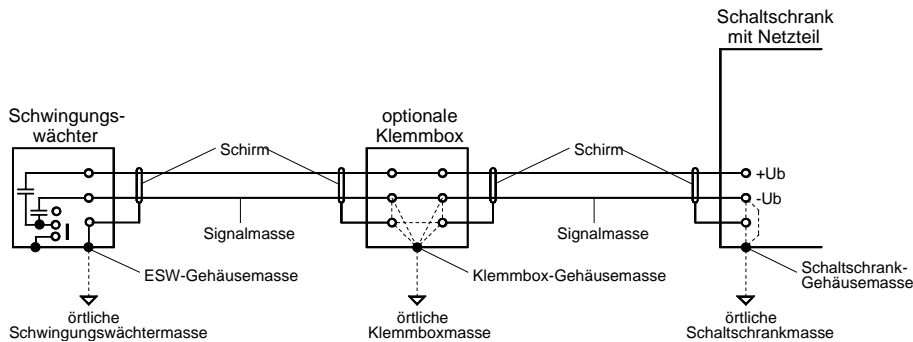 Schaltschrank
mit Netzteil
Schwingungs-
wächter
optionale
Klemmbox
Schirm
Schirm
+Ub
-Ub
Signalmasse
Signalmasse
ESW-Gehäusemasse
Klemmbox-Gehäusemasse
Schaltschrank-
Gehäusemasse
örtliche
Schwingungswächtermasse
örtliche
Klemmboxmasse
örtliche
Schaltschrankmasse